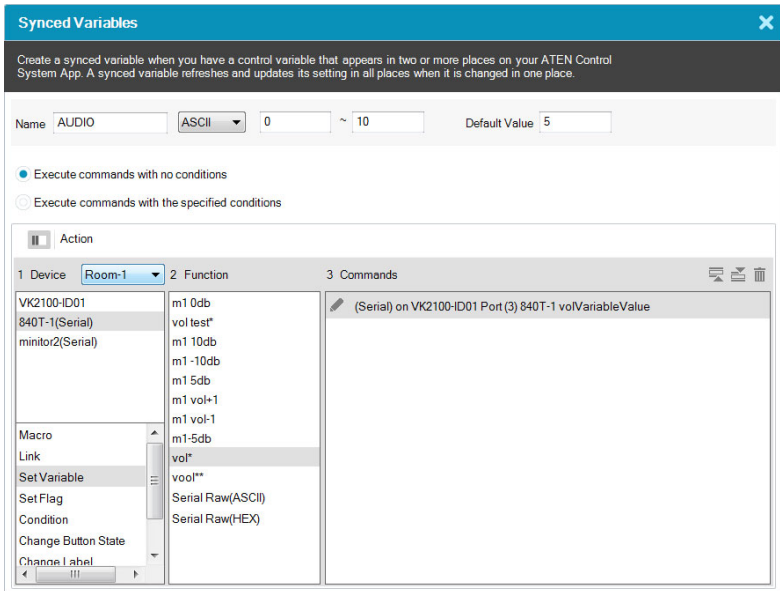 Synced Variables
Create a synced variable when you have a control variable that appears in two or more places on your ATEN Control
System App. A synced variable refreshes and updates its setting in all places when it is changed in one place.
Name AUDIO ASCII 0 ~ 10 Default Value 5
Execute commands with no conditions
Execute commands with the specified conditions
Action
1 Device Room-1 2 Function 3 Commands
VK2100-ID01
840T-1(Serial)
minitor2(Serial)
Macro
Link
Set Variable
Set Flag
Condition
Change Button State
Change Label
m1 0db
vol test*
m1 10db
m1 -10db
m1 5db
m1 vol+1
m1 vol-1
m1-5db
vol*
vool**
Serial Raw(ASCII)
Serial Raw(HEX)
(Serial) on VK2100-ID01 Port (3) 840T-1 volVariableValue